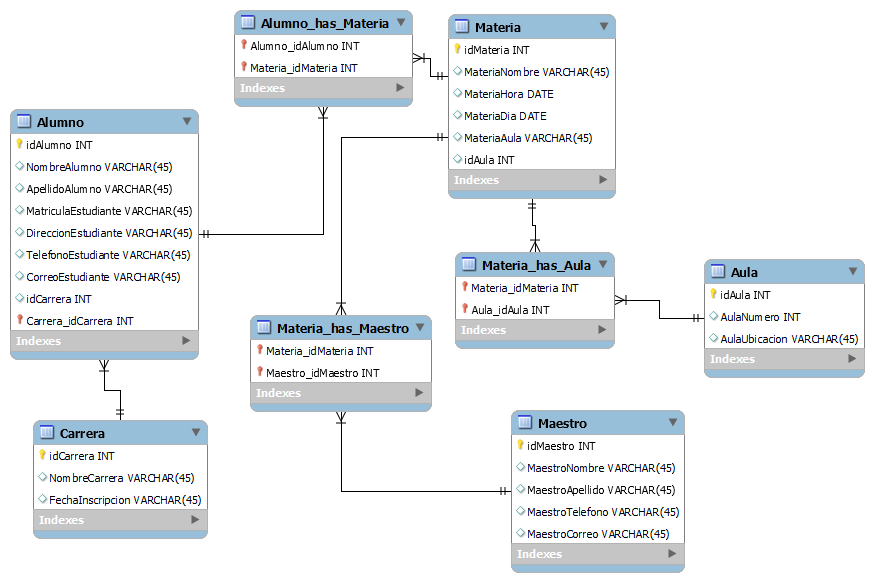 Alumno_has_Materia
Alumno_idAlumno INT
Materia_idMateria INT
Indexes
Materia
idMateria INT
MateriaNombre VARCHAR(45)
MateriaHora DATE
MateriaDia DATE
MateriaAula VARCHAR(45)
idAula INT
Indexes
Alumno
idAlumno INT
NombreAlumno VARCHAR(45)
ApellidoAlumno VARCHAR(45)
MatriculaEstudiante VARCHAR(45)
DireccionEstudiante VARCHAR(45)
TelefonoEstudiante VARCHAR(45)
CorreoEstudiante VARCHAR(45)
idCarrera INT
Carrera_idCarrera INT
Indexes
Materia_has_Aula
Materia_idMateria INT
Aula_idAula INT
Indexes
Aula
idAula INT
AulaNumero INT
AulaUbicacion VARCHAR(45)
Indexes
Materia_has_Maestro
Materia_idMateria INT
Maestro_idMaestro INT
Indexes
Carrera
idCarrera INT
NombreCarrera VARCHAR(45)
FechaInscripcion VARCHAR(45)
Indexes
Maestro
idMaestro INT
MaestroNombre VARCHAR(45)
MaestroApellido VARCHAR(45)
MaestroTelefono VARCHAR(45)
MaestroCorreo VARCHAR(45)
Indexes